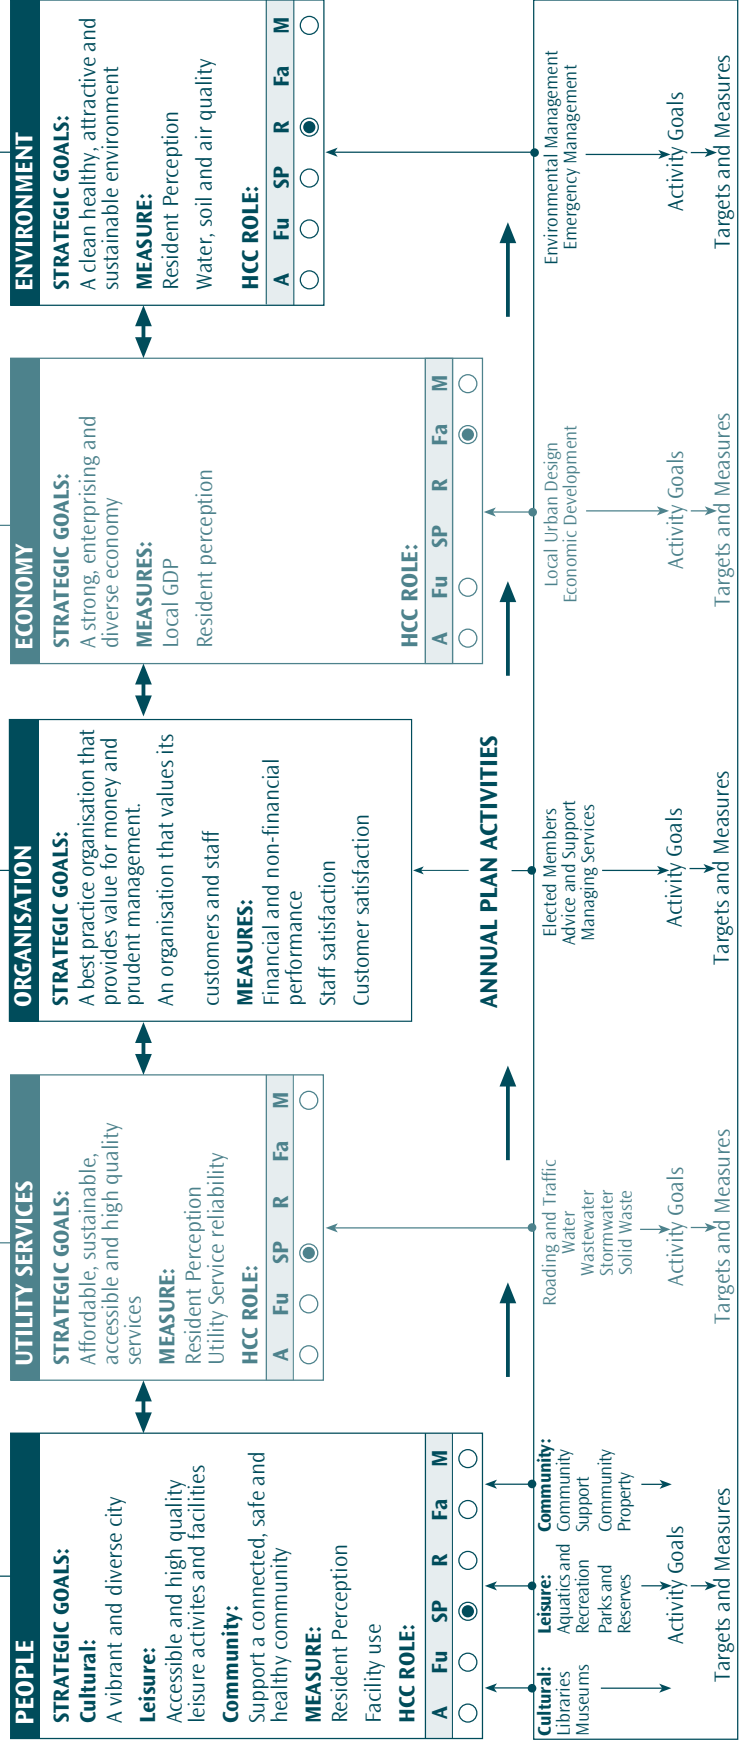 PEOPLE
STRATEGIC GOALS:
Cultural:
A vibrant and diverse city
Leisure:
Accessible and high quality
leisure activites and facilities
Community:
Support a connected, safe and
healthy community
MEASURE:
Resident Perception
Facility use
HCC ROLE:
A Fu SP R Fa M
UTILITY SERVICES
STRATEGIC GOALS:
Affordable, sustainable,
accessible and high quality
services
MEASURE:
Resident Perception
Utility Service reliability
HCC ROLE:
A Fu SP R Fa M
ORGANISATION
STRATEGIC GOALS:
A best practice organisation that
provides value for money and
prudent management.
An organisation that values its
customers and staff
MEASURES:
Financial and non-financial
performance
Staff satisfaction
Customer satisfaction
ECONOMY
STRATEGIC GOALS:
A strong, enterprising and
diverse economy
MEASURES:
Local GDP
Resident perception
HCC ROLE:
A Fu SP R Fa M
ENVIRONMENT
STRATEGIC GOALS:
A clean healthy, attractive and
sustainable environment
MEASURE:
Resident Perception
Water, soil and air quality
HCC ROLE:
A Fu SP R Fa M
ANNUAL PLAN ACTIVITIES
Cultural:
Libraries
Museums
Leisure:
Aquatics and
Recreation
Parks and
Reserves
Community:
Community
Support
Community
Property
Activity Goals
Targets and Measures
Roading and Traffic
Water
Wastewater
Stormwater
Solid Waste
Activity Goals
Targets and Measures
Elected Members
Advice and Support
Managing Services
Activity Goals
Targets and Measures
Local Urban Design
Economic Development
Activity Goals
Targets and Measures
Environmental Management
Emergency Management
Activity Goals
Targets and Measures